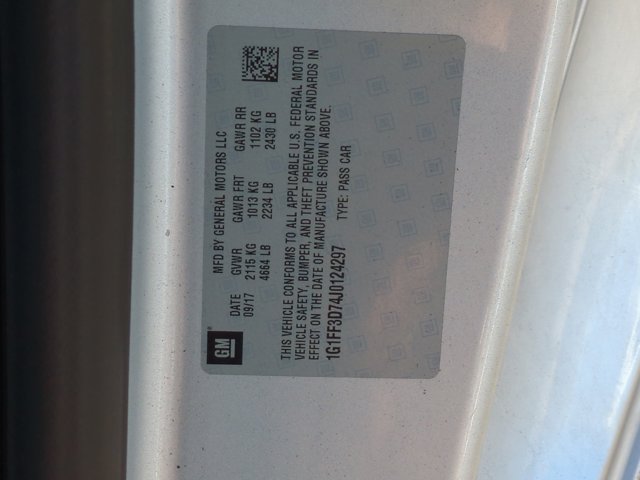 GM®
MFD BY GENERAL MOTORS LLC
DATE GVWR GAWR FRT GAWR RR
09/17 2115 KG 1013 KG 1102 KG
4664 LB 2234 LB 2430 LB
THIS VEHICLE CONFORMS TO ALL APPLICABLE U.S. FEDERAL MOTOR
VEHICLE SAFETY, BUMPER, AND THEFT PREVENTION STANDARDS IN
EFFECT ON THE DATE OF MANUFACTURE SHOWN ABOVE.
1G1FF3D74J0124297 TYPE: PASS CAR